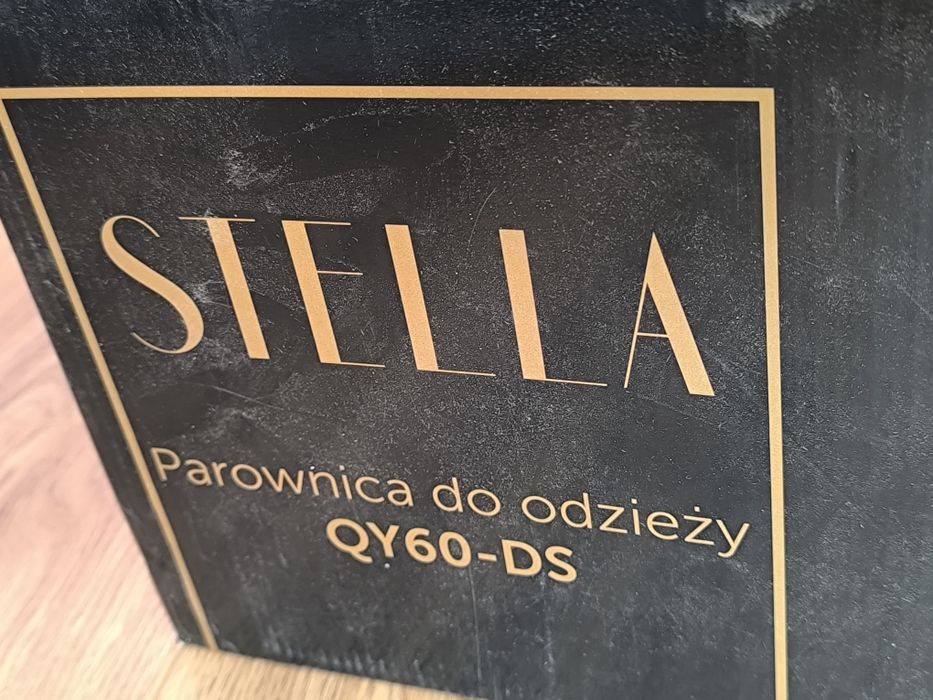 STELLA
Parownica do odzieży
QY60-DS